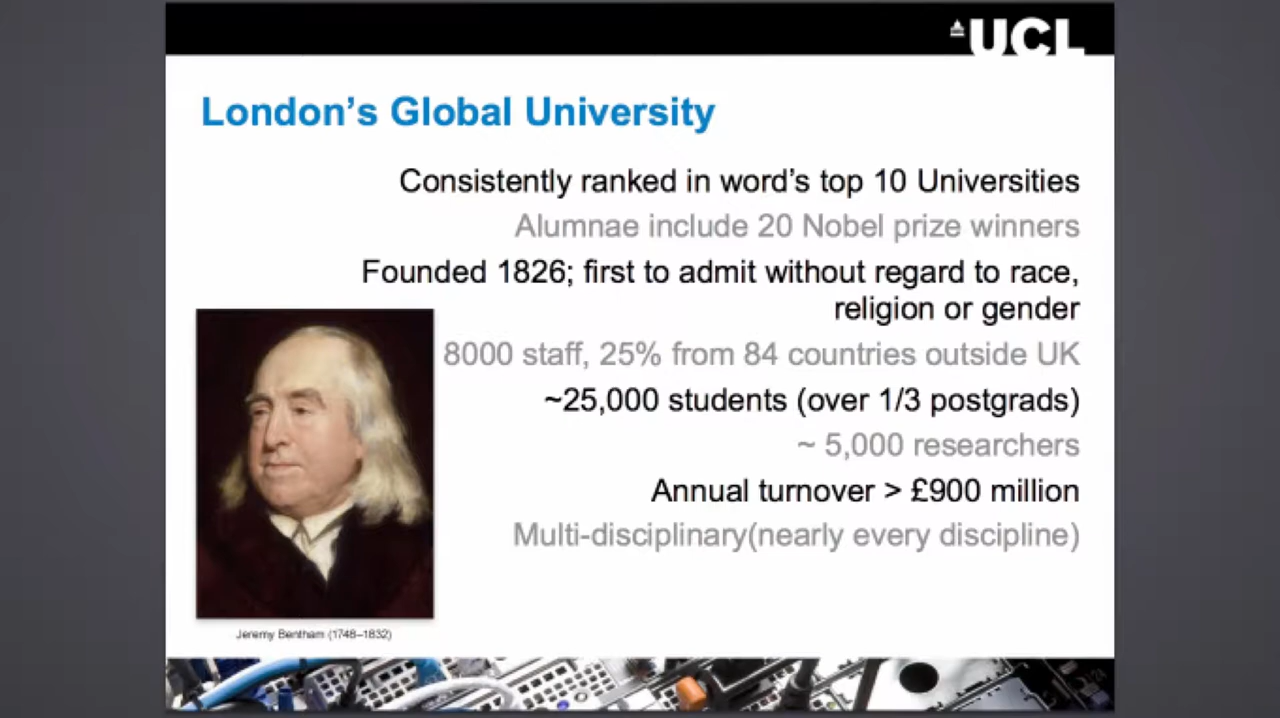 UCL
London's Global University
Consistently ranked in word's top 10 Universities
Alumnae include 20 Nobel prize winners
Founded 1826; first to admit without regard to race,
religion or gender
8000 staff, 25% from 84 countries outside UK
~25,000 students (over 1/3 postgrads)
~ 5,000 researchers
Annual turnover > £900 million
Multi-disciplinary(nearly every discipline)
Jeremy Bentham (1748–1832)